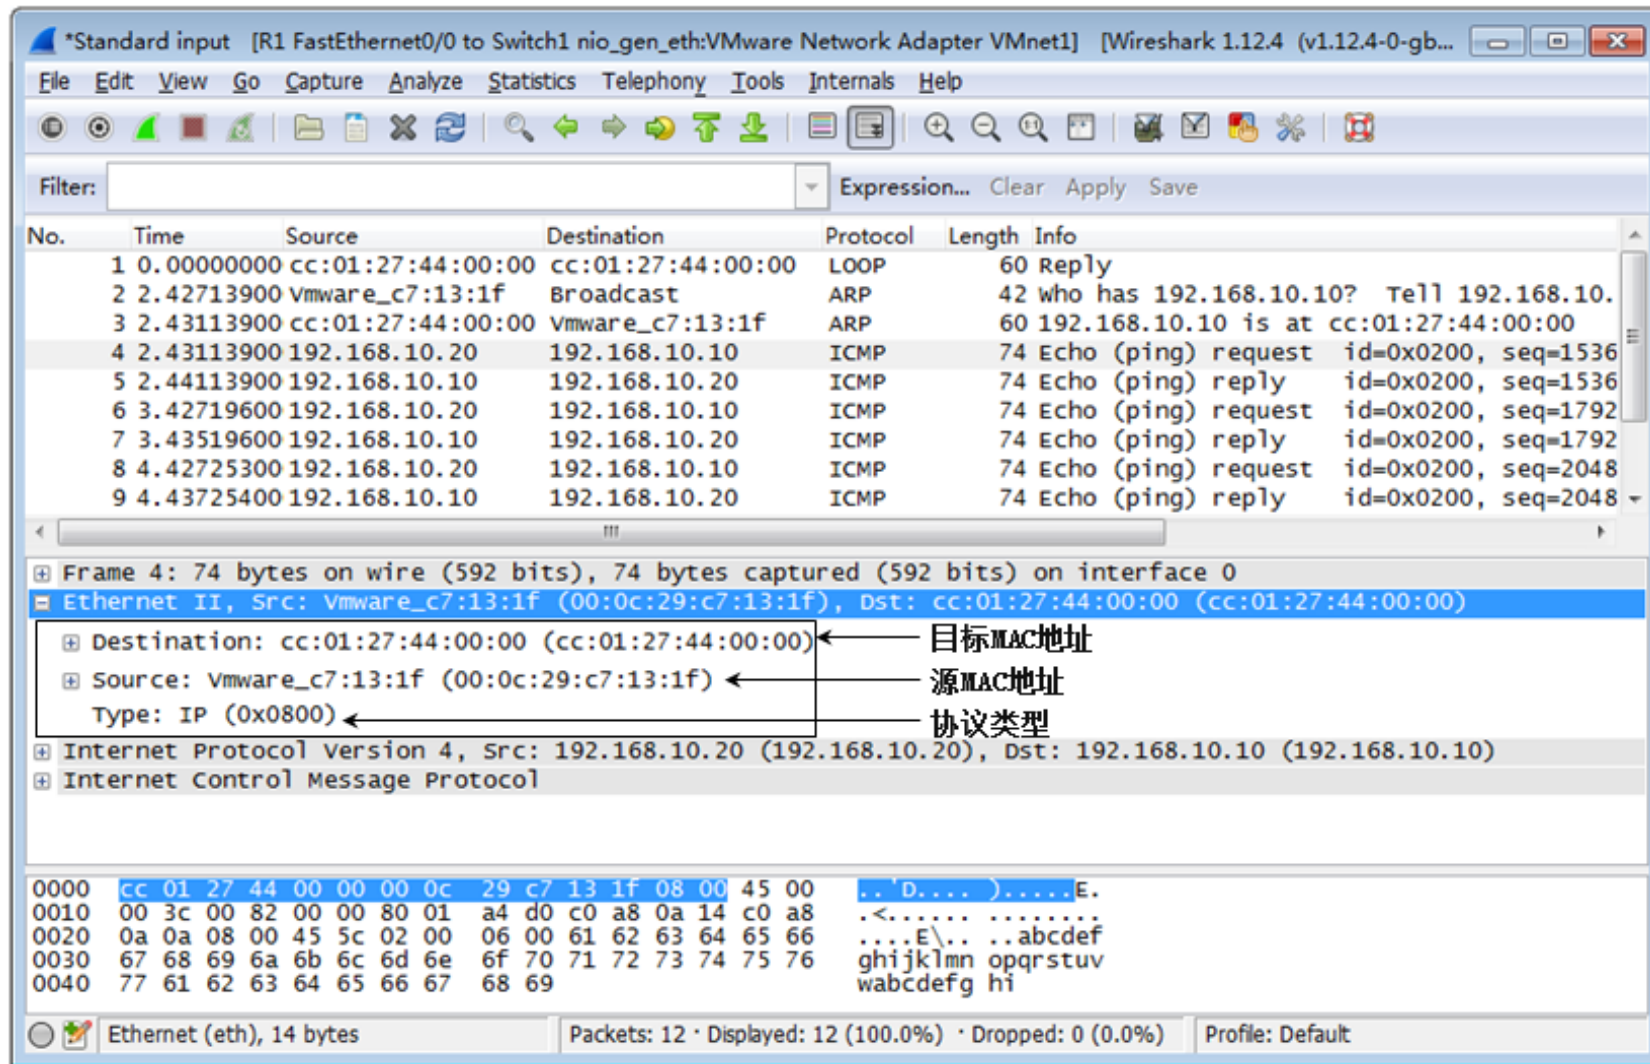 *Standard input   [R1 FastEthernet0/0 to Switch1 nio_gen_eth:VMware Network Adapter VMnet1]   [Wireshark 1.12.4  (v1.12.4-0-gb...
File Edit View Go Capture Analyze Statistics Telephony Tools Internals Help
Filter: Expression... Clear Apply Save
No. Time Source Destination Protocol Length Info
1 0.00000000 cc:01:27:44:00:00 cc:01:27:44:00:00 LOOP 60 Reply
2 2.42713900 Vmware_c7:13:1f Broadcast ARP 42 Who has 192.168.10.10?  Tell 192.168.10.
3 2.43113900 cc:01:27:44:00:00 Vmware_c7:13:1f ARP 60 192.168.10.10 is at cc:01:27:44:00:00
4 2.43113900 192.168.10.20 192.168.10.10 ICMP 74 Echo (ping) request  id=0x0200, seq=1536
5 2.44113900 192.168.10.10 192.168.10.20 ICMP 74 Echo (ping) reply    id=0x0200, seq=1536
6 3.42719600 192.168.10.20 192.168.10.10 ICMP 74 Echo (ping) request  id=0x0200, seq=1792
7 3.43519600 192.168.10.10 192.168.10.20 ICMP 74 Echo (ping) reply    id=0x0200, seq=1792
8 4.42725300 192.168.10.20 192.168.10.10 ICMP 74 Echo (ping) request  id=0x0200, seq=2048
9 4.43725400 192.168.10.10 192.168.10.20 ICMP 74 Echo (ping) reply    id=0x0200, seq=2048
Frame 4: 74 bytes on wire (592 bits), 74 bytes captured (592 bits) on interface 0
Ethernet II, Src: Vmware_c7:13:1f (00:0c:29:c7:13:1f), Dst: cc:01:27:44:00:00 (cc:01:27:44:00:00)
Destination: cc:01:27:44:00:00 (cc:01:27:44:00:00) 目标MAC地址
Source: Vmware_c7:13:1f (00:0c:29:c7:13:1f) 源MAC地址
Type: IP (0x0800) 协议类型
Internet Protocol Version 4, Src: 192.168.10.20 (192.168.10.20), Dst: 192.168.10.10 (192.168.10.10)
Internet Control Message Protocol
0000  cc 01 27 44 00 00 00 0c  29 c7 13 1f 08 00 45 00   ..'D.... ).....E.
0010  00 3c 00 82 00 00 80 01  a4 d0 c0 a8 0a 14 c0 a8   .<...... ........
0020  0a 0a 08 00 45 5c 02 00  06 00 61 62 63 64 65 66   ....E\.. ..abcdef
0030  67 68 69 6a 6b 6c 6d 6e  6f 70 71 72 73 74 75 76   ghijklmn opqrstuv
0040  77 61 62 63 64 65 66 67  68 69   wabcdefg hi
Ethernet (eth), 14 bytes Packets: 12 · Displayed: 12 (100.0%)  · Dropped: 0 (0.0%) Profile: Default